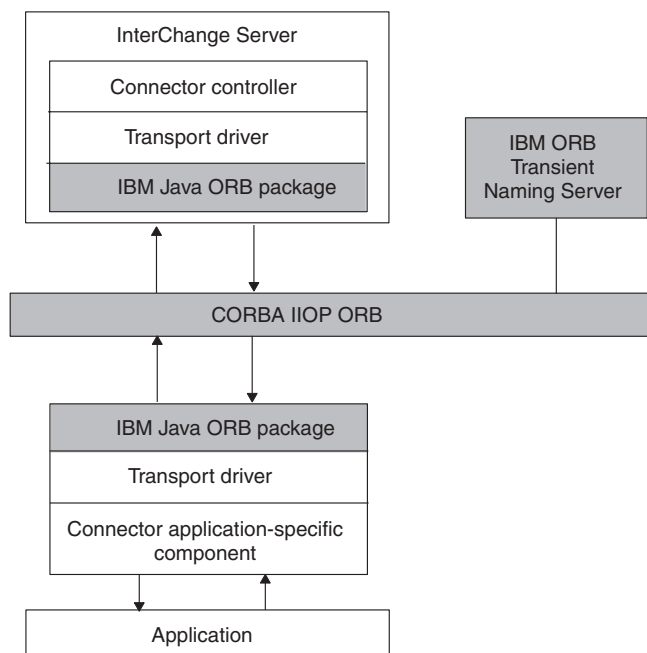 InterChange Server
Connector controller
Transport driver
IBM Java ORB package
IBM ORB
Transient
Naming Server
CORBA IIOP ORB
IBM Java ORB package
Transport driver
Connector application-specific
component
Application